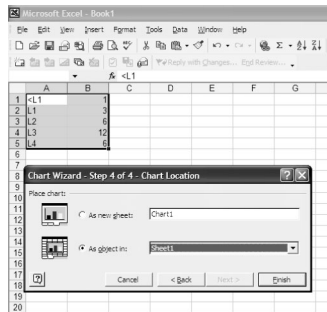 Microsoft Excel - Book1
File Edit View Insert Format Tools Data Window Help
Reply with Changes... End Review...
fx <L1
A B C D E F G
1 <L1 1
2 L1 3
3 L2 6
4 L3 12
5 L4 6
6
7
8
Chart Wizard - Step 4 of 4 - Chart Location
9
Place chart:
10
11
As new sheet: Chart1
12
13
14
As object in: Sheet1
15
16
17
Cancel < Back Next > Finish
18
19
20